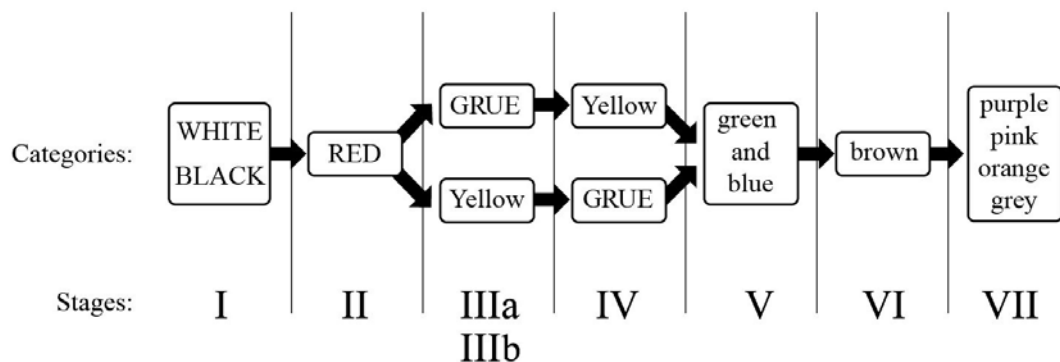 Categories:
WHITE
BLACK
RED
GRUE
Yellow
Yellow
GRUE
green
and
blue
brown
purple
pink
orange
grey
Stages:
I
II
IIIa
IIIb
IV
V
VI
VII